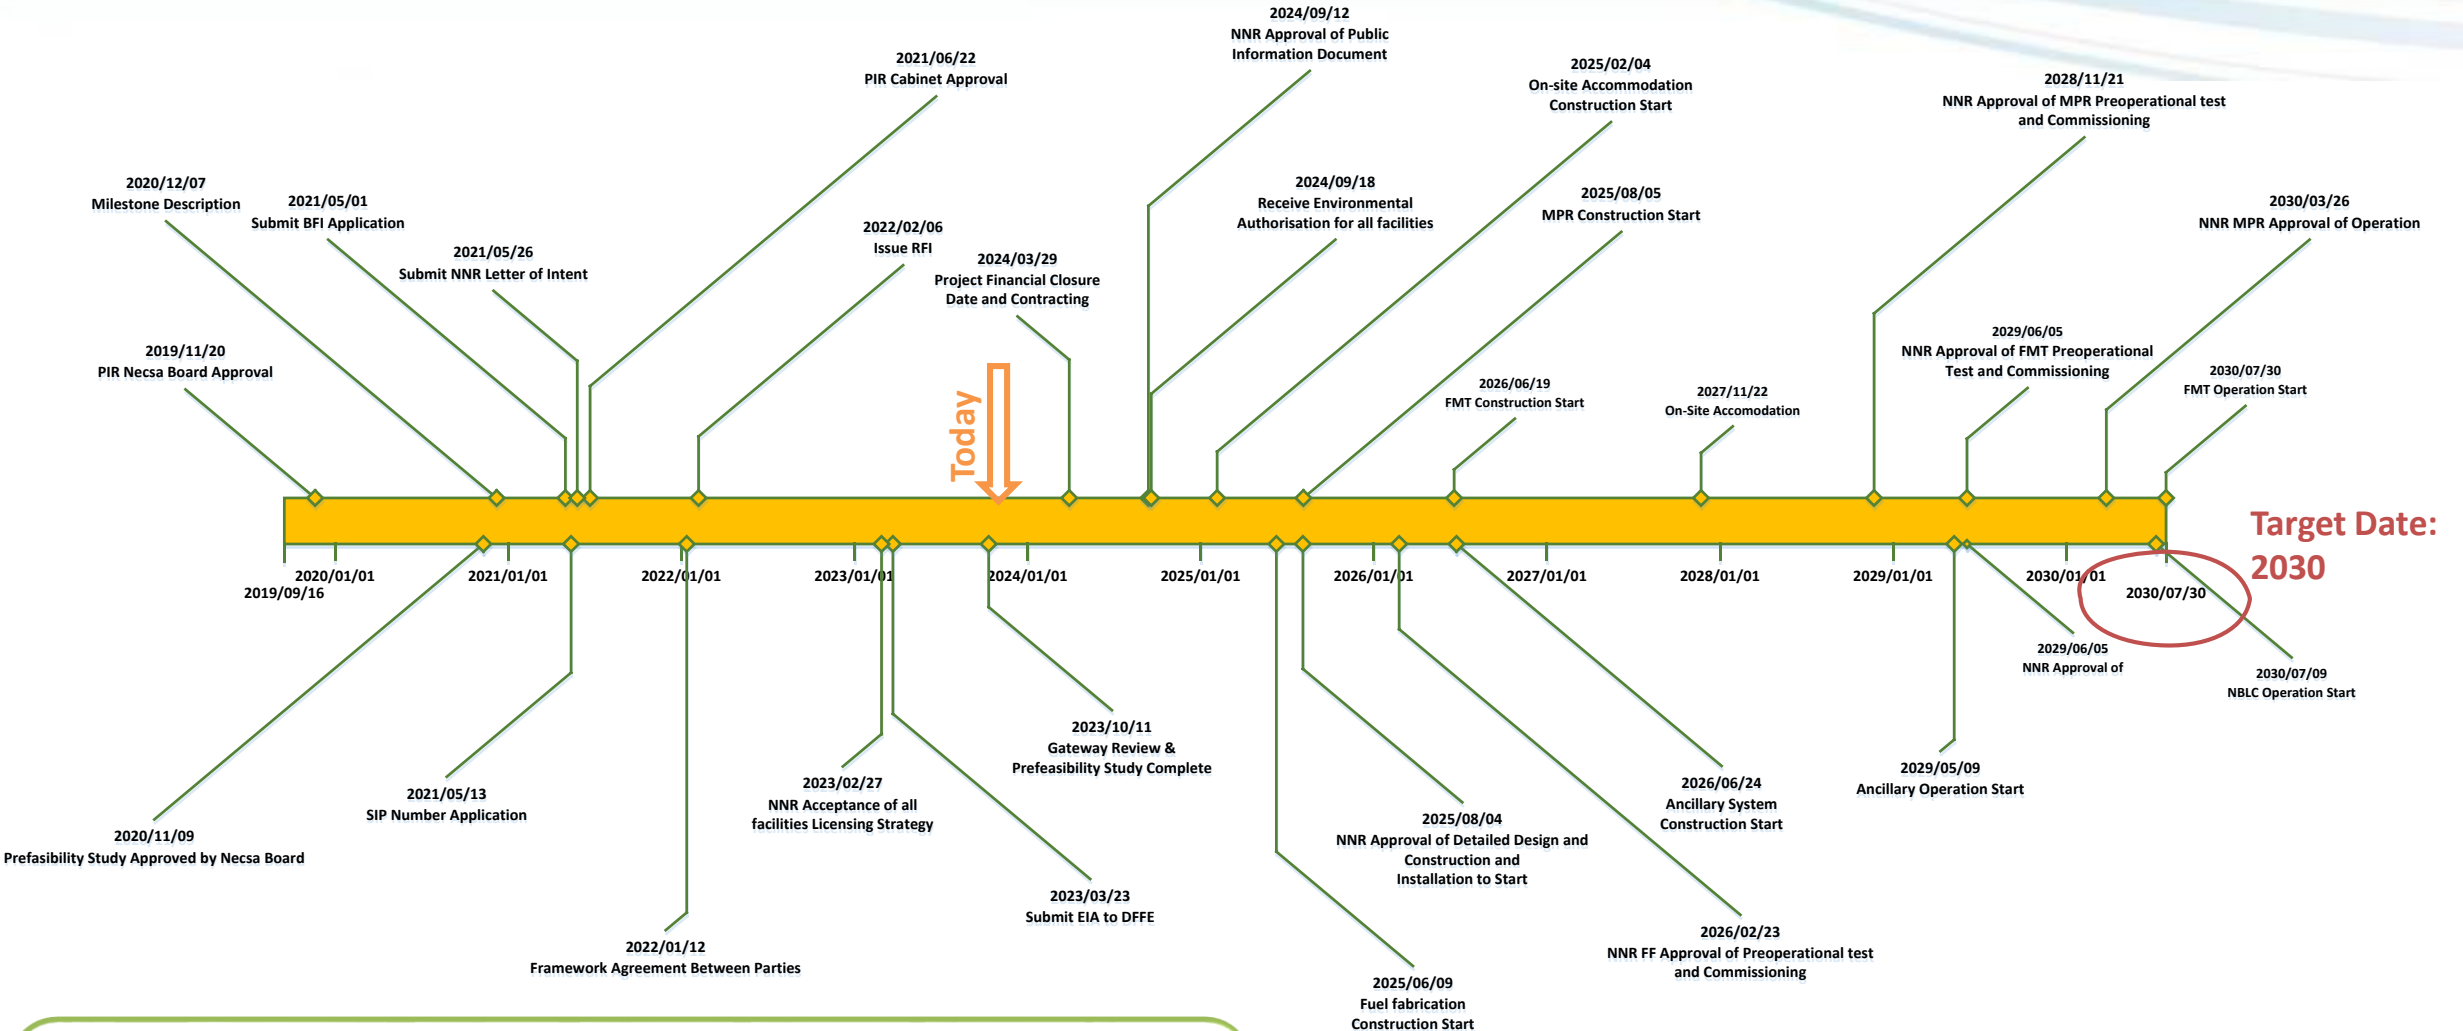 2024/09/12
NNR Approval of Public
Information Document
2021/06/22
PIR Cabinet Approval
2025/02/04
On-site Accommodation
Construction Start
2028/11/21
NNR Approval of MPR Preoperational test
and Commissioning
2020/12/07
Milestone Description
2021/05/01
Submit BFI Application
2021/05/26
Submit NNR Letter of Intent
2022/02/06
Issue RFI
2024/03/29
Project Financial Closure
Date and Contracting
2024/09/18
Receive Environmental
Authorisation for all facilities
2025/08/05
MPR Construction Start
2030/03/26
NNR MPR Approval of Operation
2019/11/20
PIR Necsa Board Approval
Today
2026/06/19
FMT Construction Start
2027/11/22
On-Site Accomodation
2029/06/05
NNR Approval of FMT Preoperational
Test and Commissioning
2030/07/30
FMT Operation Start
Target Date:
2030
2020/01/01
2021/01/01
2022/01/01
2023/01/01
2024/01/01
2025/01/01
2026/01/01
2027/01/01
2028/01/01
2029/01/01
2030/01/01
2019/09/16
2030/07/30
2029/06/05
NNR Approval of
2030/07/09
NBLC Operation Start
2020/11/09
Prefasibility Study Approved by Necsa Board
2021/05/13
SIP Number Application
2022/01/12
Framework Agreement Between Parties
2023/02/27
NNR Acceptance of all
facilities Licensing Strategy
2023/03/23
Submit EIA to DFFE
2023/10/11
Gateway Review &
Prefeasibility Study Complete
2025/08/04
NNR Approval of Detailed Design and
Construction and
Installation to Start
2025/06/09
Fuel fabrication
Construction Start
2026/06/24
Ancillary System
Construction Start
2026/02/23
NNR FF Approval of Preoperational test
and Commissioning
2029/05/09
Ancillary Operation Start